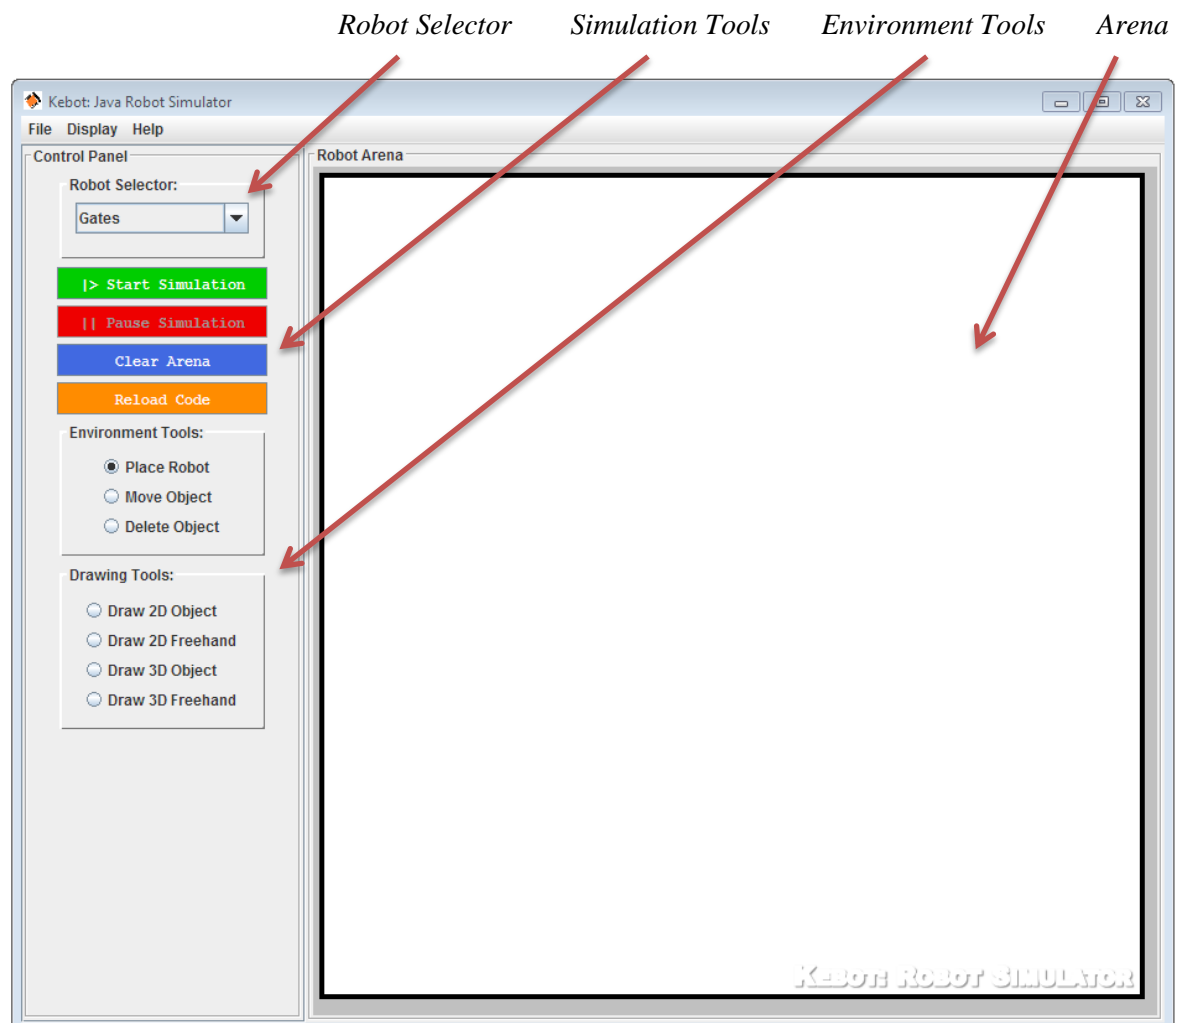 Robot Selector Simulation Tools Environment Tools Arena
Kebot: Java Robot Simulator
File Display Help
Control Panel
Robot Selector:
Gates
|> Start Simulation
|| Pause Simulation
Clear Arena
Reload Code
Environment Tools:
Place Robot
Move Object
Delete Object
Drawing Tools:
Draw 2D Object
Draw 2D Freehand
Draw 3D Object
Draw 3D Freehand
Robot Arena
Kebot: Robot Simulator